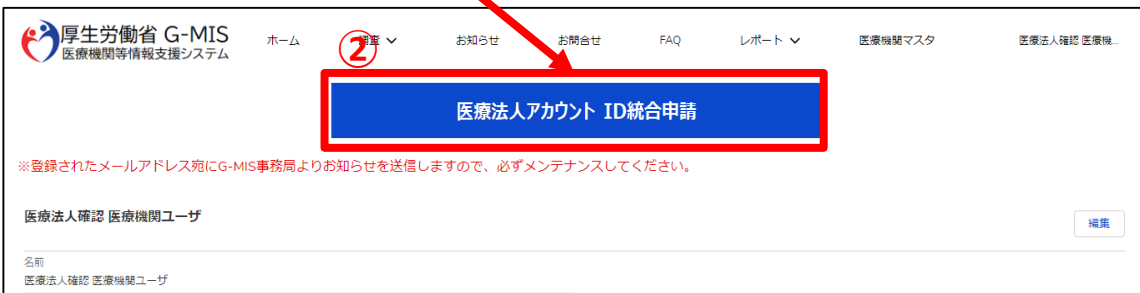 厚生労働省 G-MIS
医療機関等情報支援システム
ホーム
②
調査
お知らせ
お問合せ
FAQ
レポート
医療機関マスタ
医療法人確認 医療機...
医療法人アカウント ID統合申請
※登録されたメールアドレス宛にG-MIS事務局よりお知らせを送信しますので、必ずメンテナンスしてください。
医療法人確認 医療機関ユーザ
編集
名前
医療法人確認 医療機関ユーザ